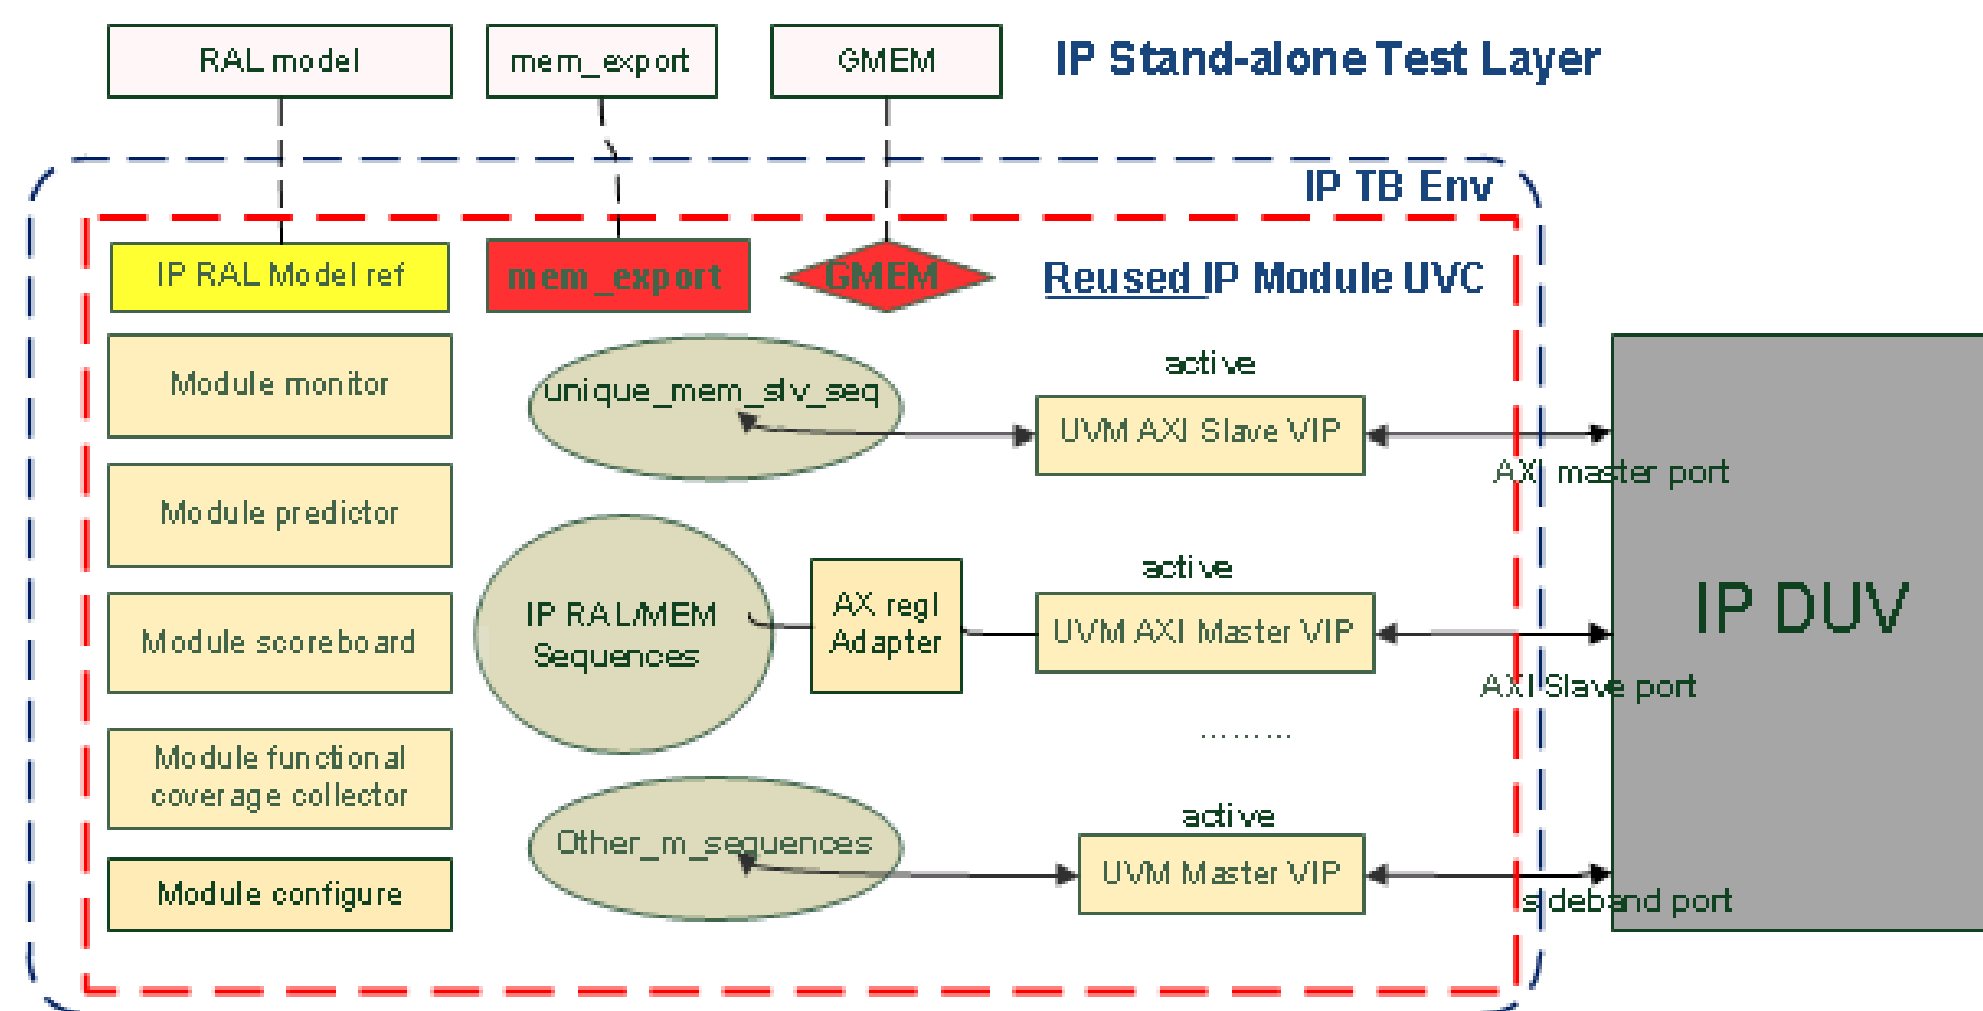 RAL model
mem_export
GMEM
IP Stand-alone Test Layer
IP TB Env
IP RAL Model ref
mem_export
GMEM
Reused IP Module UVC
Module monitor
unique_mem_slv_seq
active
UVM AXI Slave VIP
AXI master port
Module predictor
active
IP RAL/MEM
Sequences
AX regI
Adapter
UVM AXI Master VIP
IP DUV
Module scoreboard
AXI Slave port
.........
Module functional
coverage collector
Other_m_sequences
active
UVM Master VIP
sideband port
Module configure